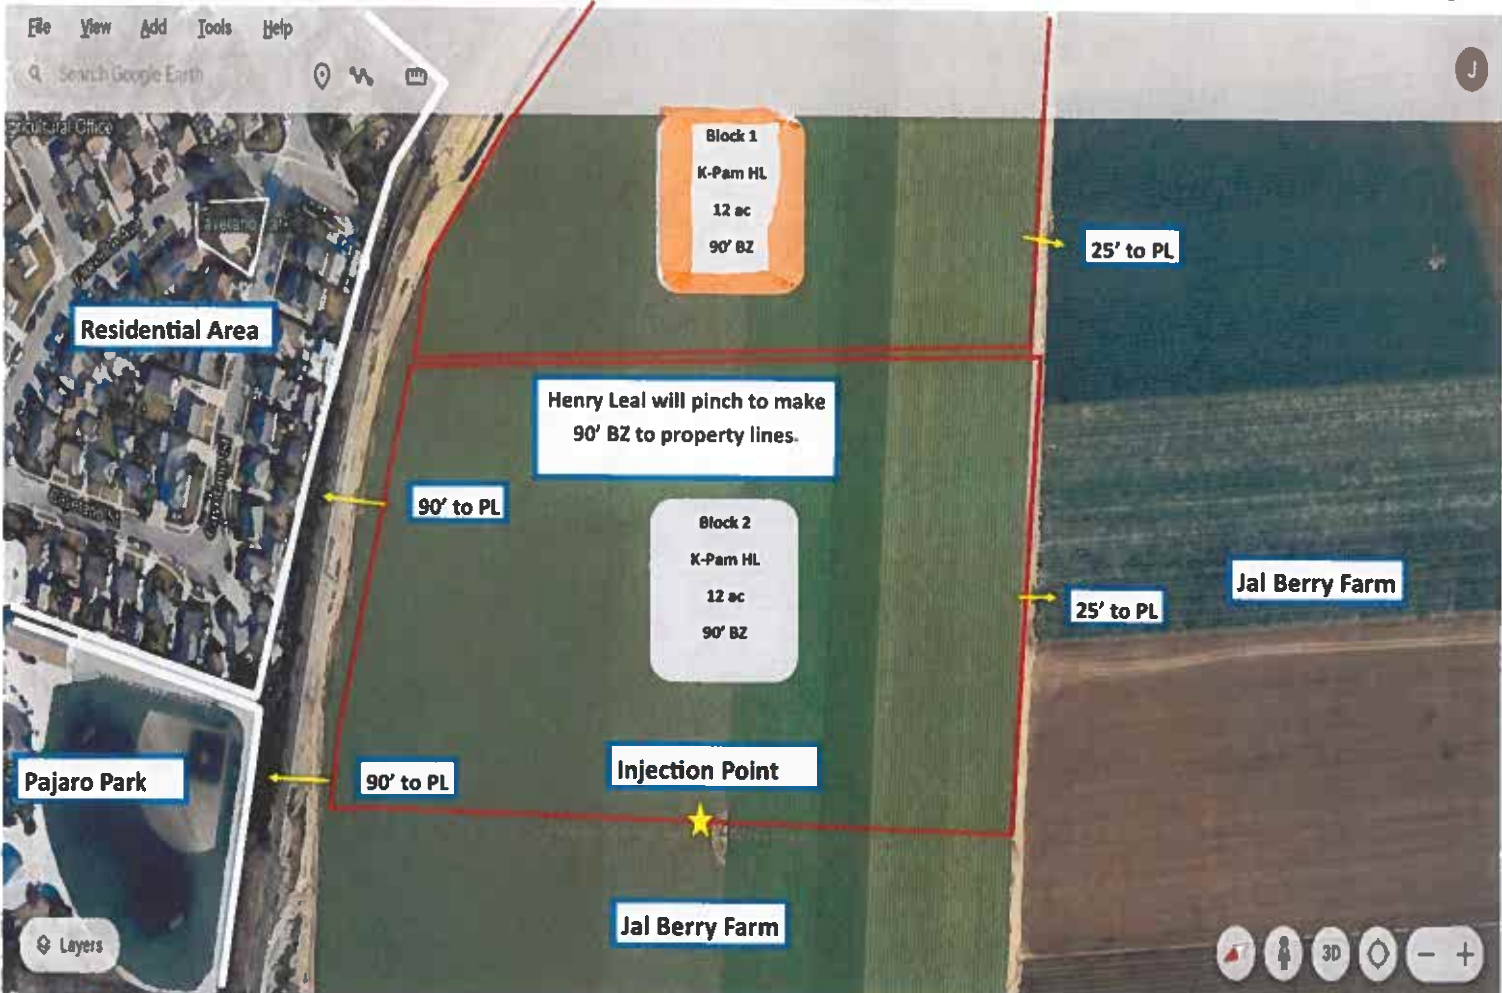 File View Add Tools Help
Search Google Earth
J
Block 1
K-Pam HL
12 ac
90' BZ
25' to PL
Residential Area
Henry Leal will pinch to make
90' BZ to property lines.
90' to PL
Block 2
K-Pam HL
12 ac
90' BZ
Jal Berry Farm
25' to PL
Pajaro Park
90' to PL
Injection Point
Jal Berry Farm
Layers
3D